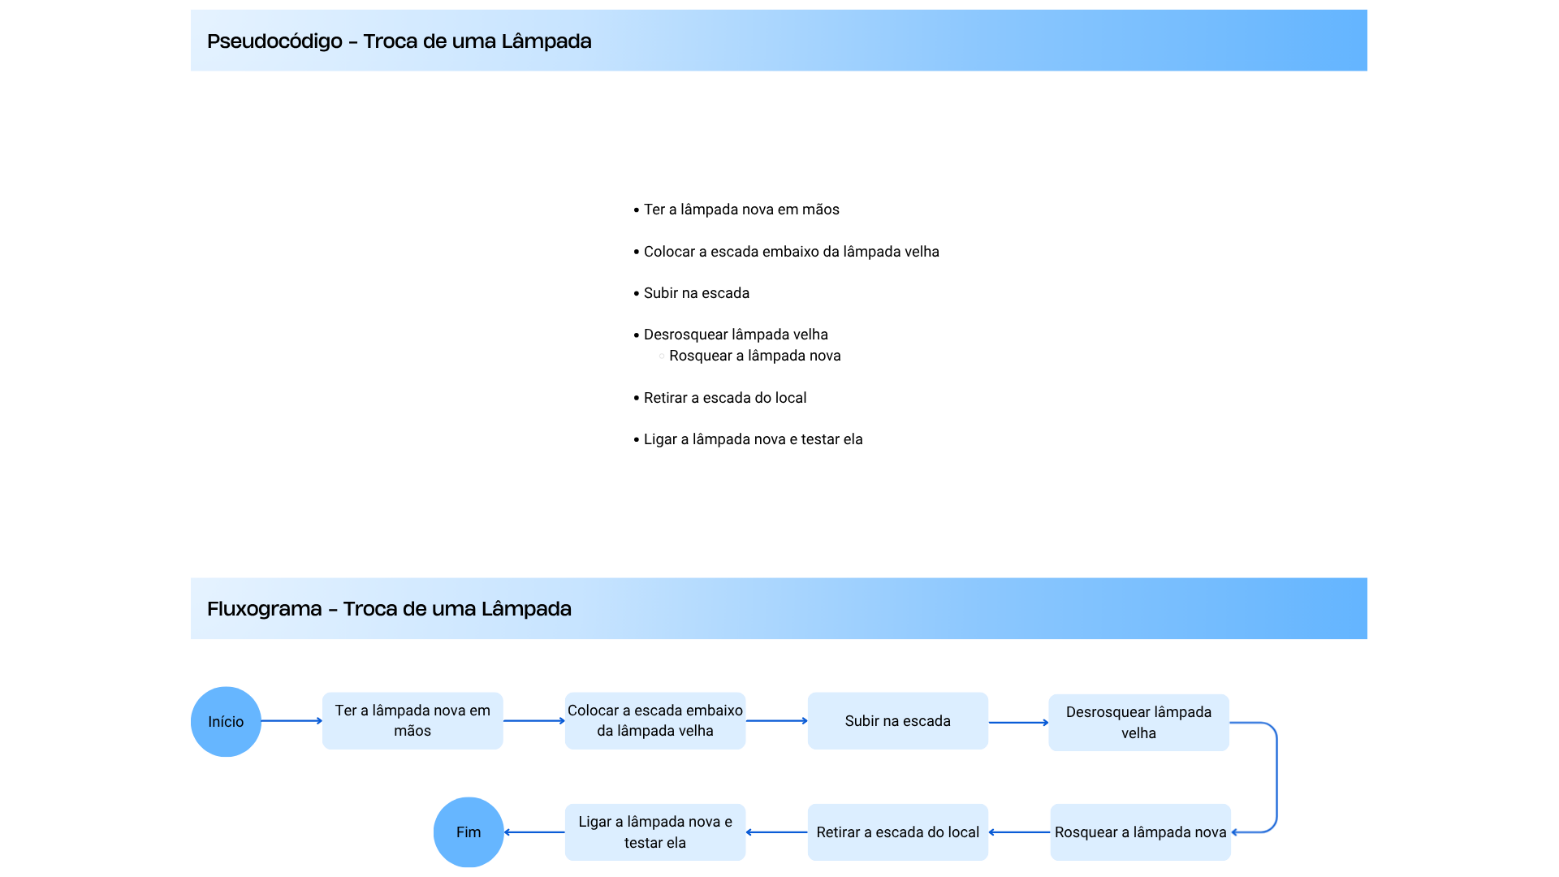 Pseudocódigo - Troca de uma Lâmpada
• Ter a lâmpada nova em mãos
• Colocar a escada embaixo da lâmpada velha
• Subir na escada
• Desrosquear lâmpada velha
◦ Rosquear a lâmpada nova
• Retirar a escada do local
• Ligar a lâmpada nova e testar ela
Fluxograma - Troca de uma Lâmpada
Início
Ter a lâmpada nova em
mãos
Colocar a escada embaixo
da lâmpada velha
Subir na escada
Desrosquear lâmpada
velha
Rosquear a lâmpada nova
Retirar a escada do local
Ligar a lâmpada nova e
testar ela
Fim